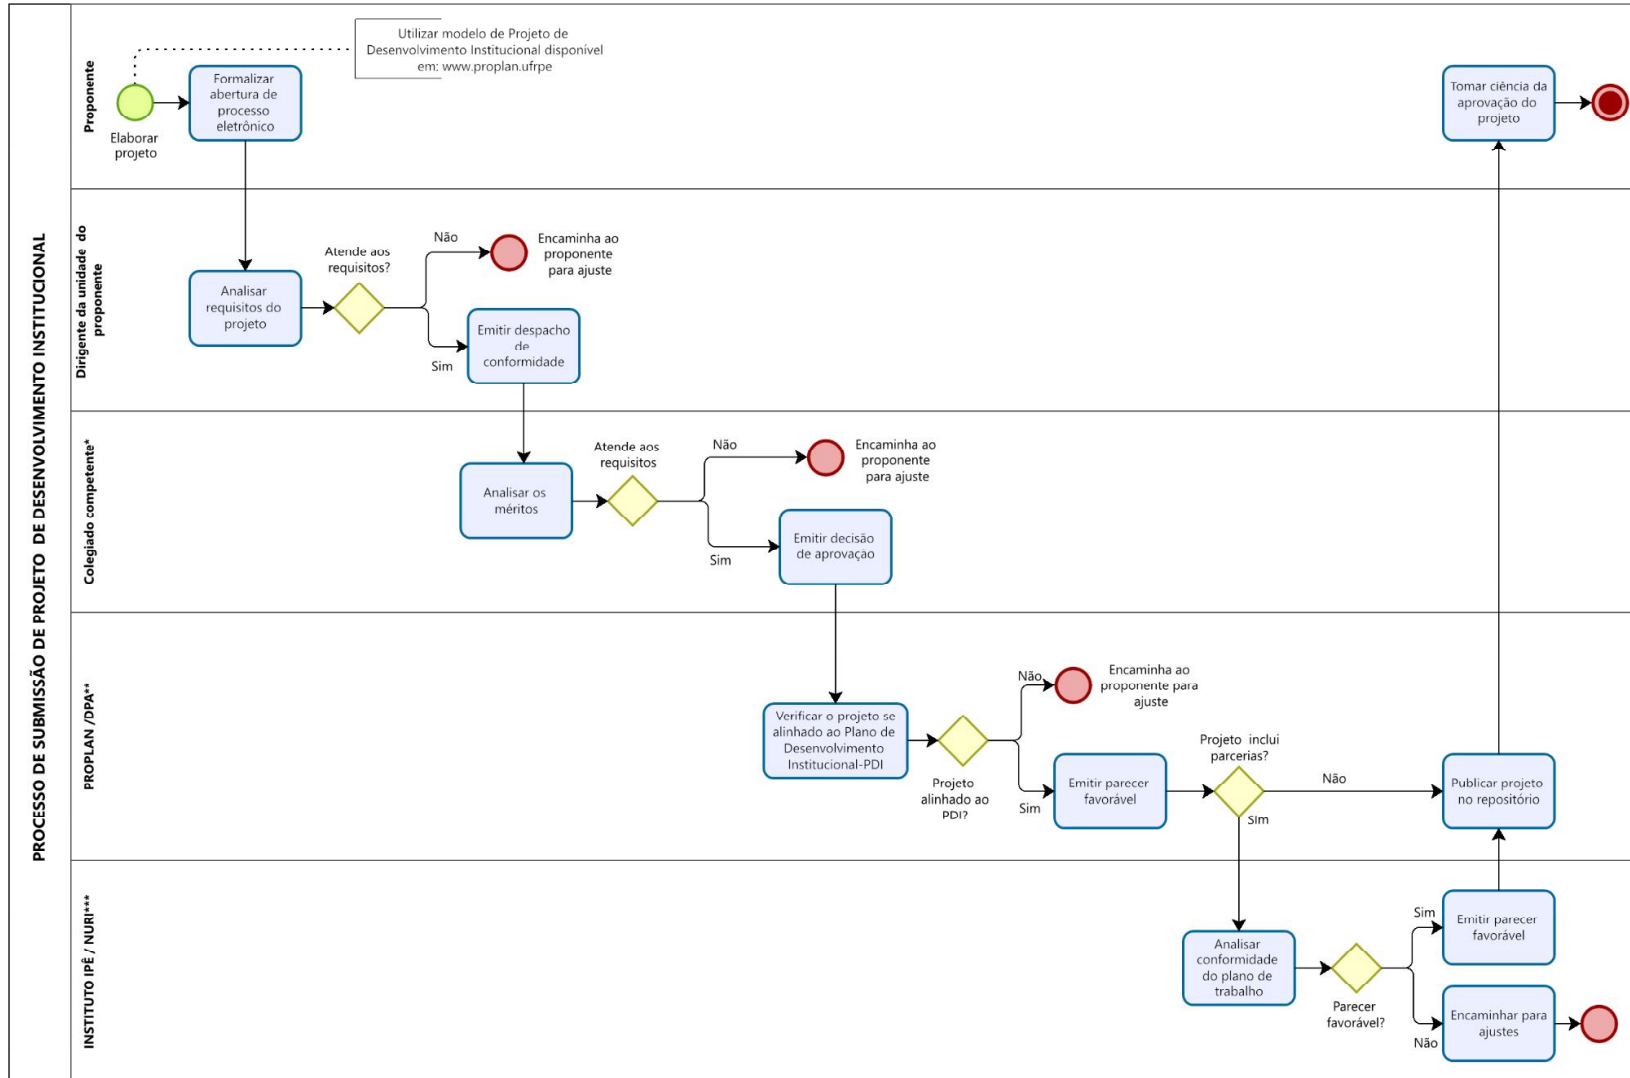 PROCESSO DE SUBMISSÃO DE PROJETO DE DESENVOLVIMENTO INSTITUCIONAL
Proponente
Utilizar modelo de Projeto de
Desenvolvimento Institucional disponível
em: www.proplan.ufrpe
Elaborar
projeto
Formalizar
abertura de
processo
eletrônico
Tomar ciência da
aprovação do
projeto
Dirigente da unidade do
proponente
Analisar
requisitos do
projeto
Atende aos
requisitos?
Não
Encaminha ao
proponente
para ajuste
Sim
Emitir despacho
de
conformidade
Colegiado competente*
Analisar os
méritos
Atende aos
requisitos
Não
Encaminha ao
proponente
para ajuste
Sim
Emitir decisão
de aprovação
PROPLAN /DPA**
Verificar o projeto se
alinhado ao Plano de
Desenvolvimento
Institucional-PDI
Projeto
alinhado ao
PDI?
Não
Encaminha ao
proponente para
ajuste
Sim
Emitir parecer
favorável
Projeto inclui
parcerias?
Não
Sim
Publicar projeto
no repositório
INSTITUTO IPÊ / NURI***
Analisar
conformidade
do plano de
trabalho
Parecer
favorável?
Sim
Emitir parecer
favorável
Não
Encaminhar para
ajustes